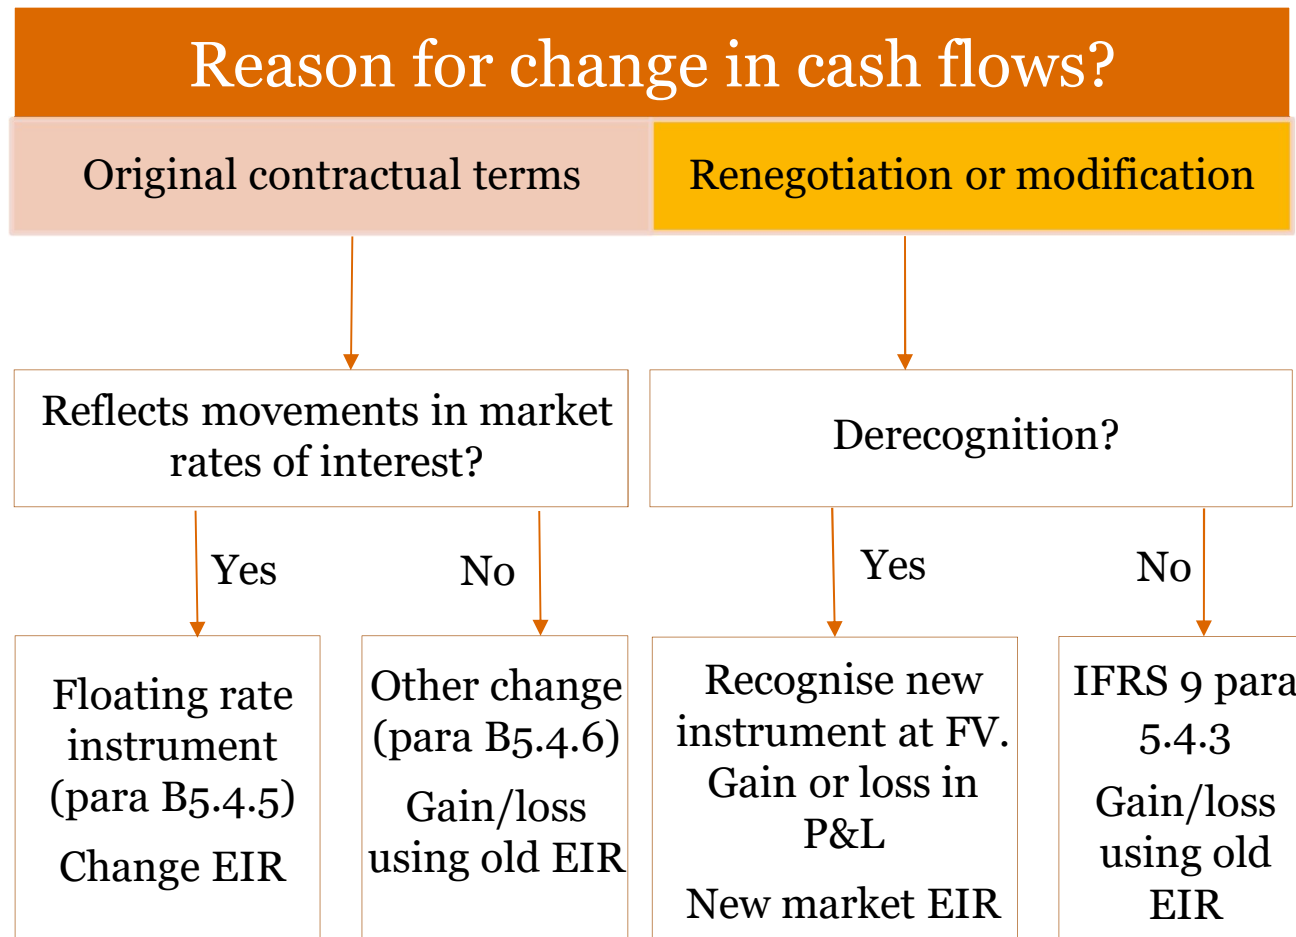 Reason for change in cash flows?
Original contractual terms
Renegotiation or modification
Reflects movements in market
rates of interest?
Derecognition?
Yes
No
Yes
No
Floating rate
instrument
(para B5.4.5)
Change EIR
Other change
(para B5.4.6)
Gain/loss
using old EIR
Recognise new
instrument at FV.
Gain or loss in
P&L
New market EIR
IFRS 9 para
5.4.3
Gain/loss
using old
EIR